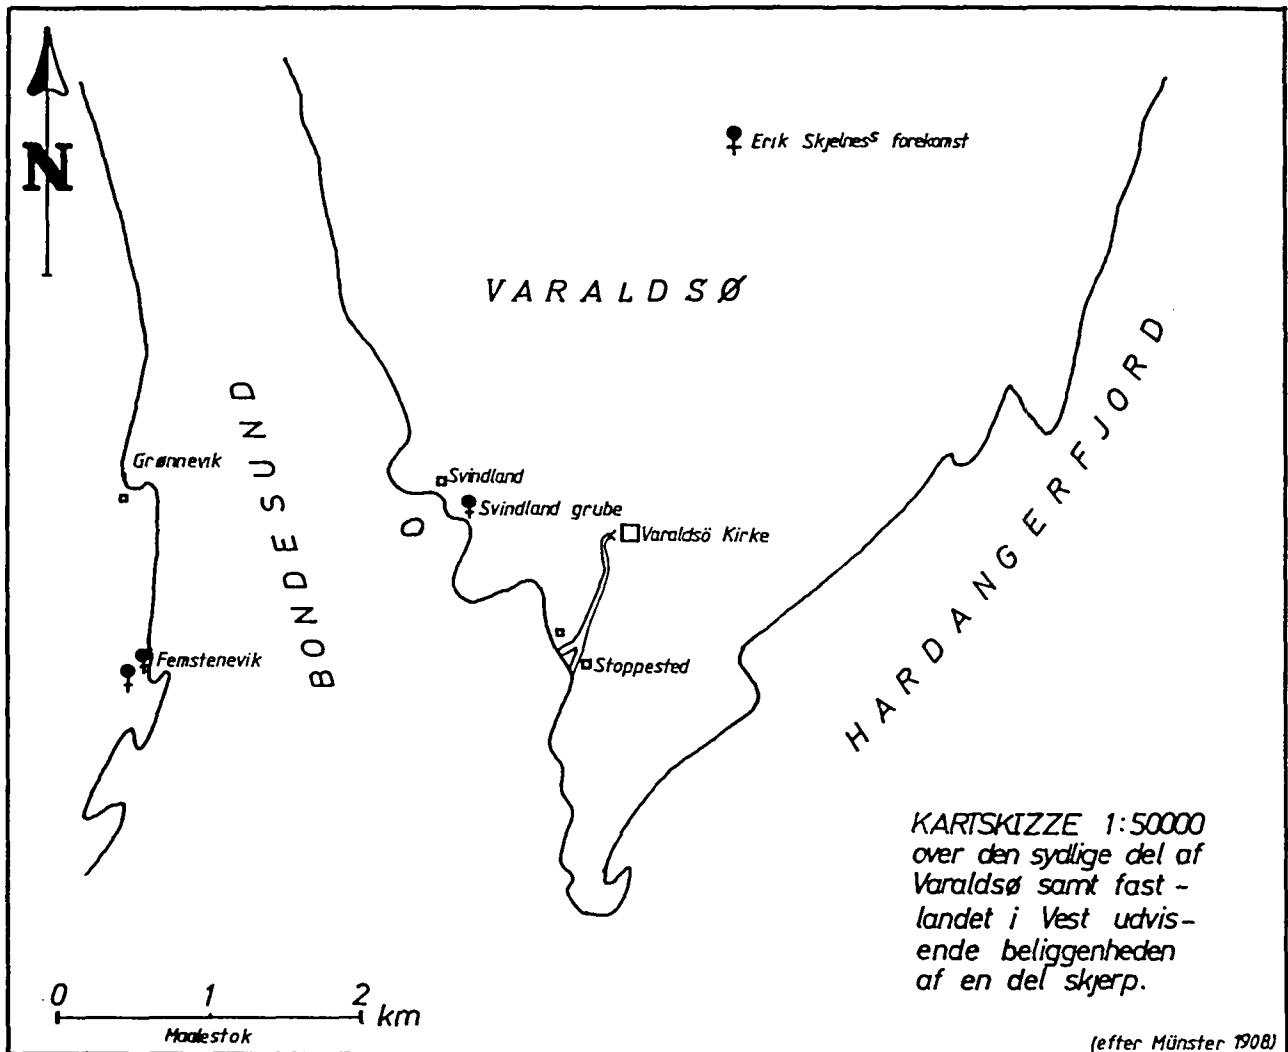 N
Erik Skjelness forekomst
VARALDSØ
BONDESUND
HARDANGERFJORD
Grønnevik
Svindland
Svindland grube
Varaldsö Kirke
Femstenevik
Stoppested
KARTSKIZZE 1:50000
over den sydlige del af
Varaldsø samt fast-
landet i Vest udvis-
ende beliggenheden
af en del skjerp.
0 1 2 km
Maalestok
(efter Münster 1908)